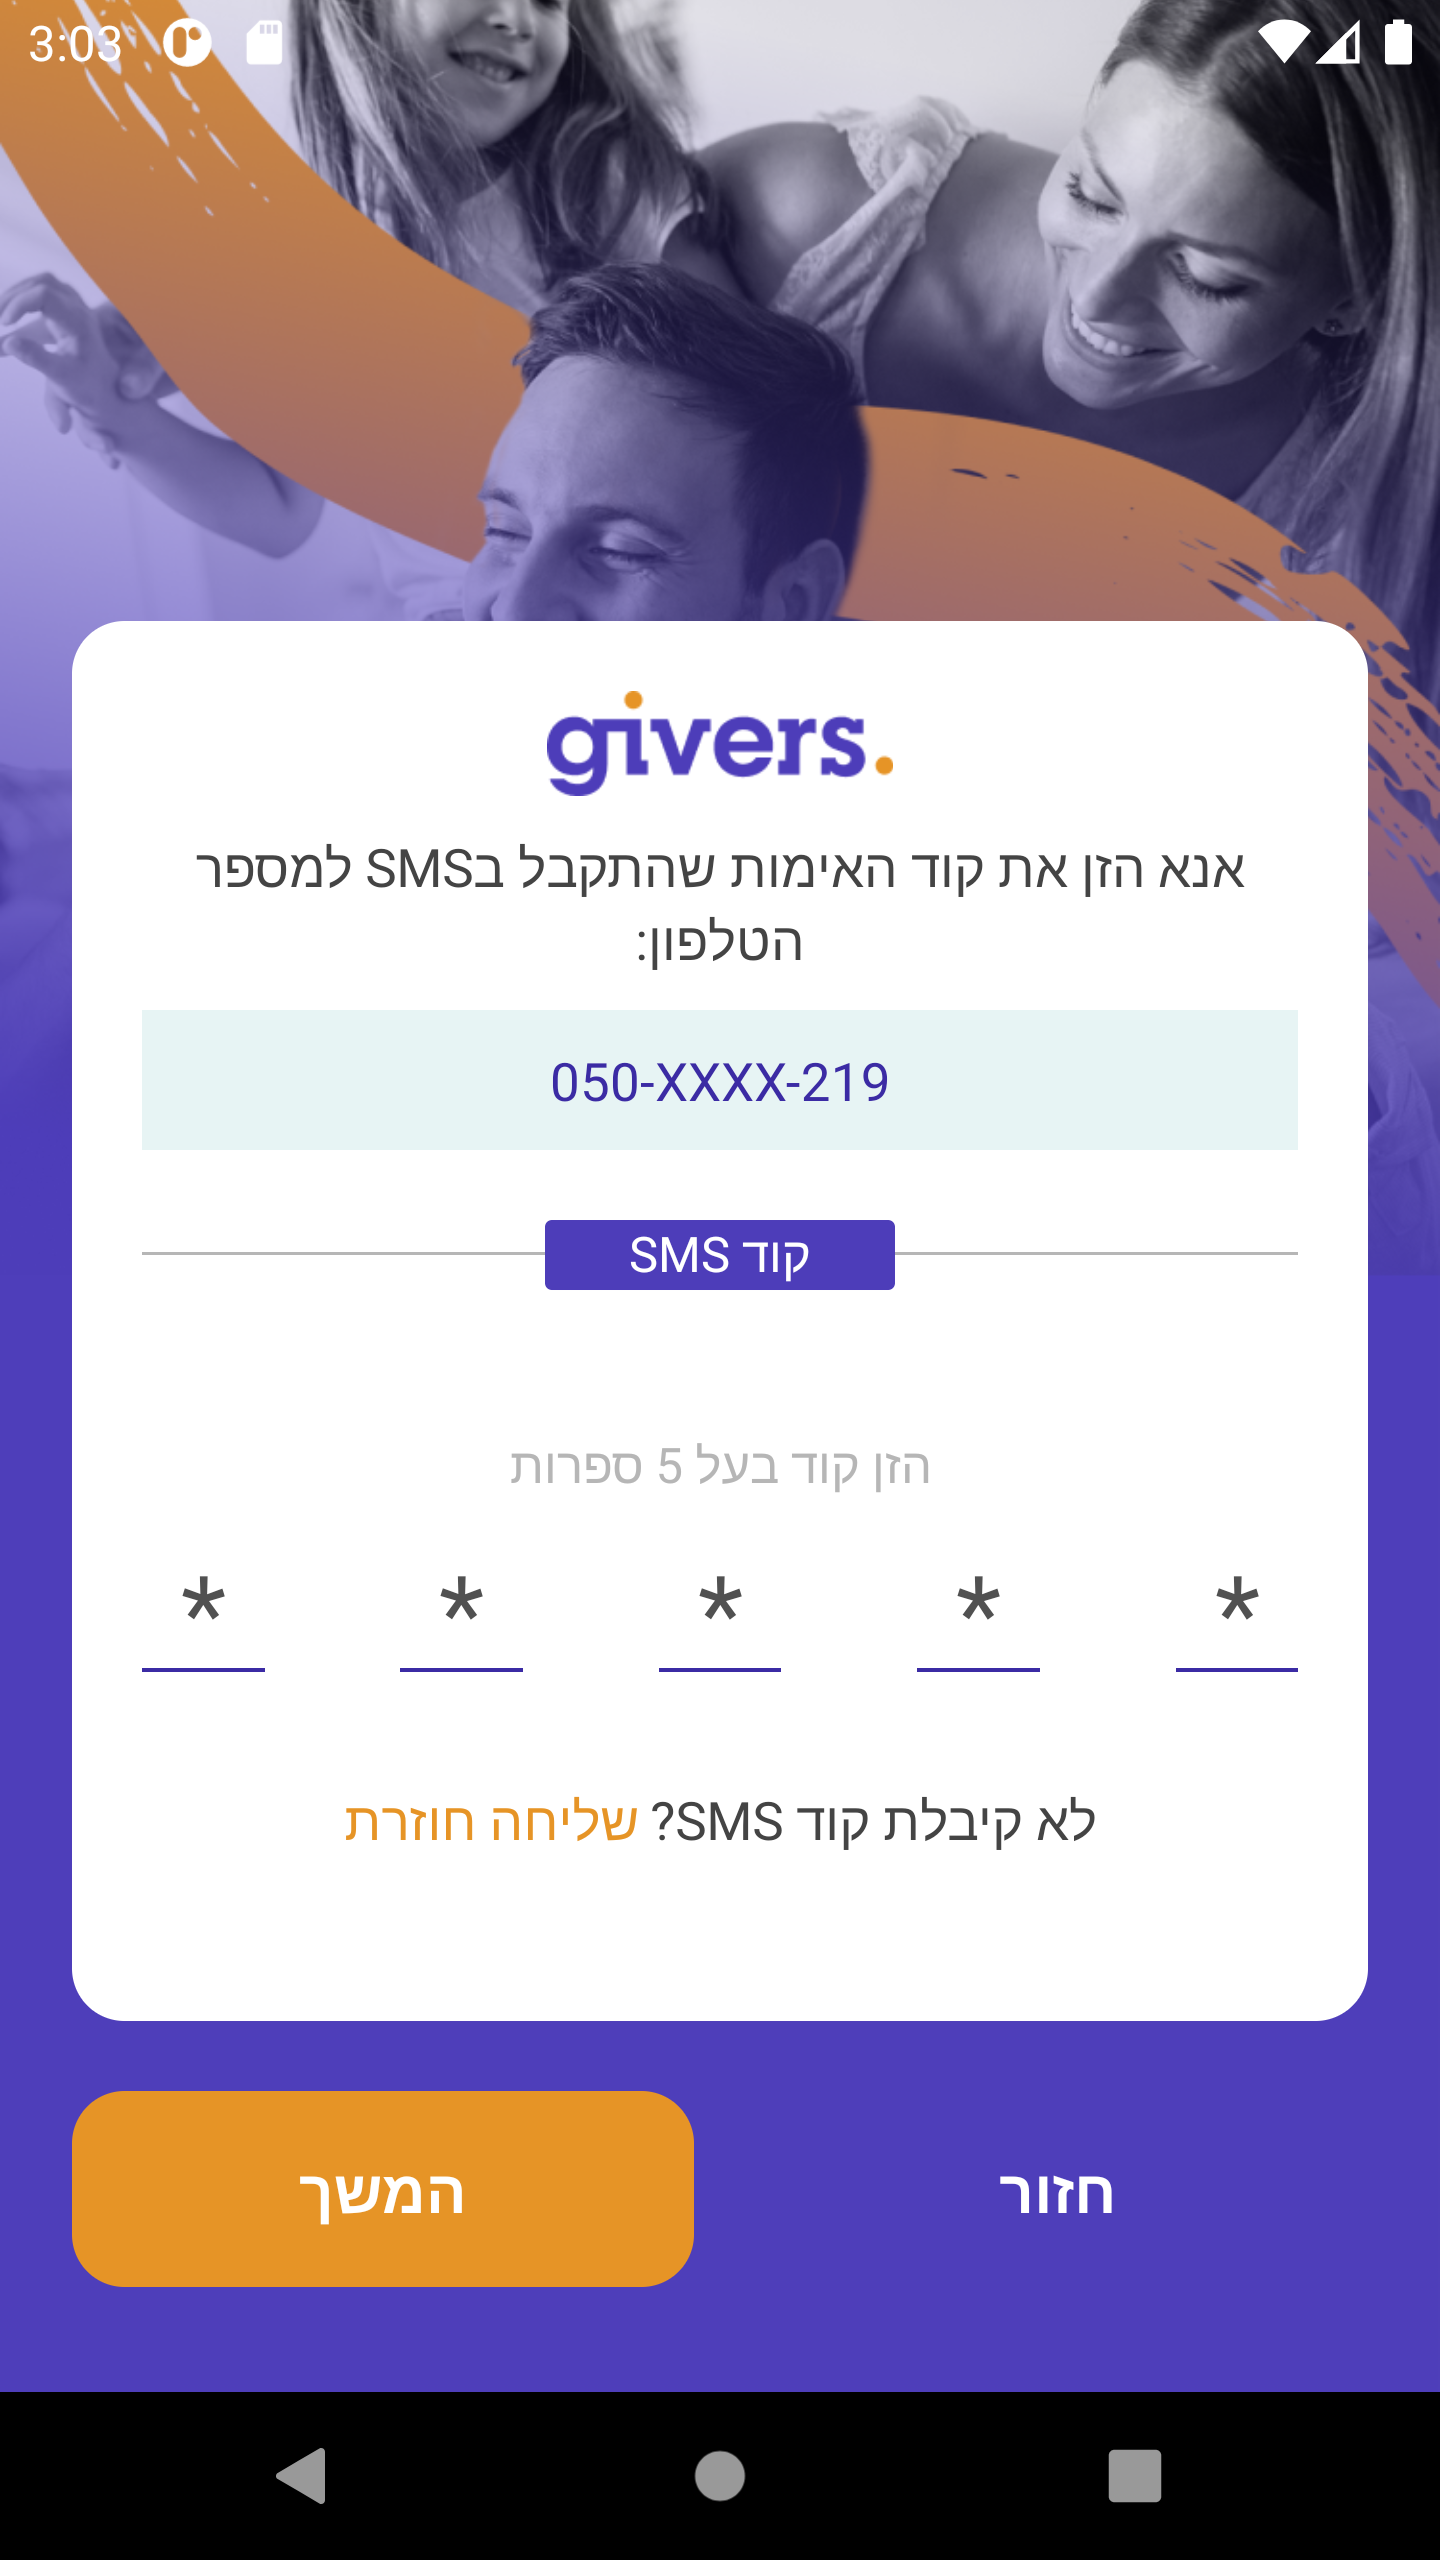 3:03
givers.
אנא הזן את קוד האימות שהתקבל בSMS למספר
הטלפון:
050-XXXX-219
קוד SMS
הזן קוד בעל 5 ספרות
* * * * *
לא קיבלת קוד SMS? שליחה חוזרת
חזור
המשך